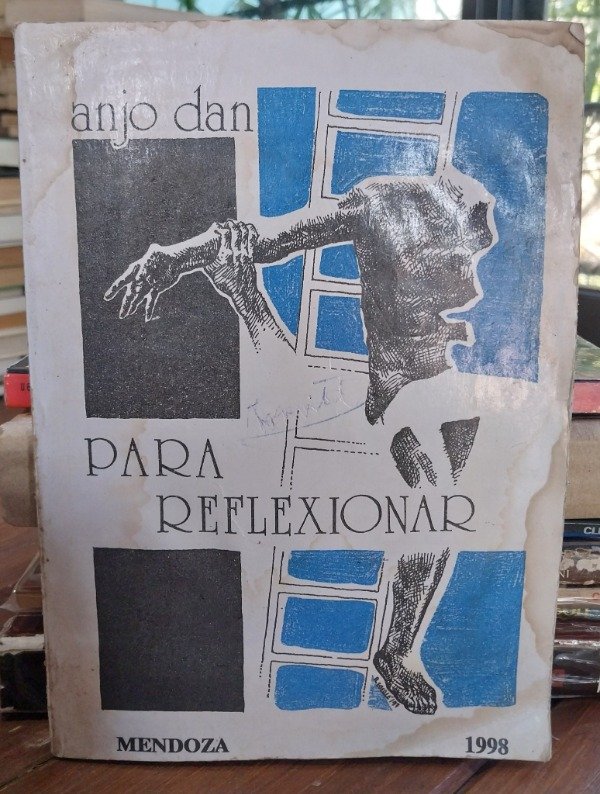 anjo dan
PARA
REFLEXIONAR
MENDOZA
1998